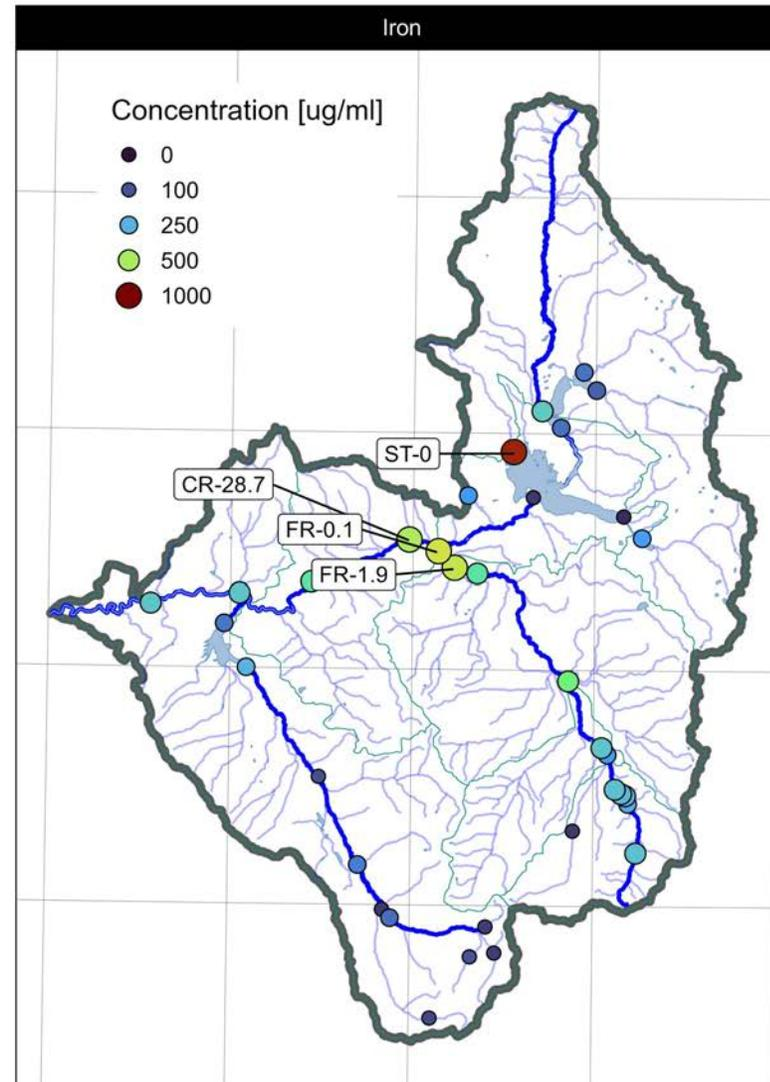 Iron
Concentration [ug/ml]
0
100
250
500
1000
ST-0
CR-28.7
FR-0.1
FR-1.9